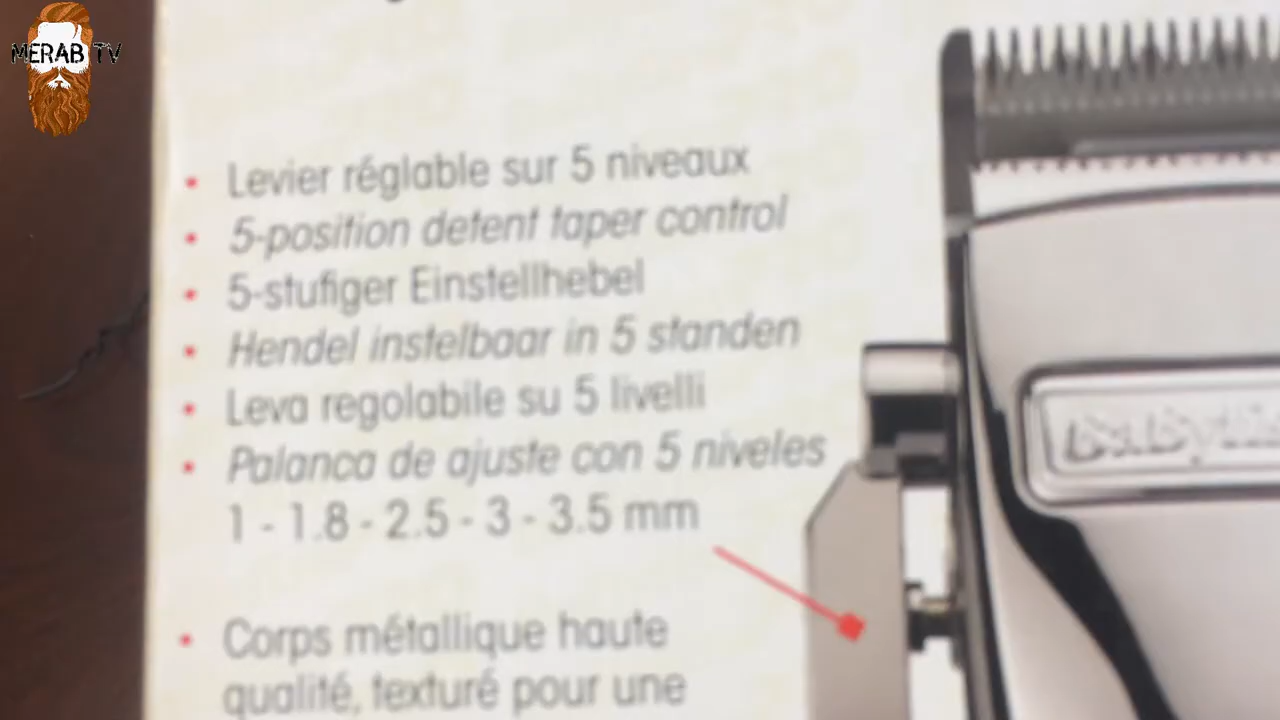 MERAB TV
Levier réglable sur 5 niveaux
5-position detent taper control
5-stufiger Einstellhebel
Hendel instelbaar in 5 standen
Leva regolabile su 5 livelli
Palanca de ajuste con 5 niveles
1 - 1.8 - 2.5 - 3 - 3.5 mm
Corps métallique haute
qualité, texturé pour une